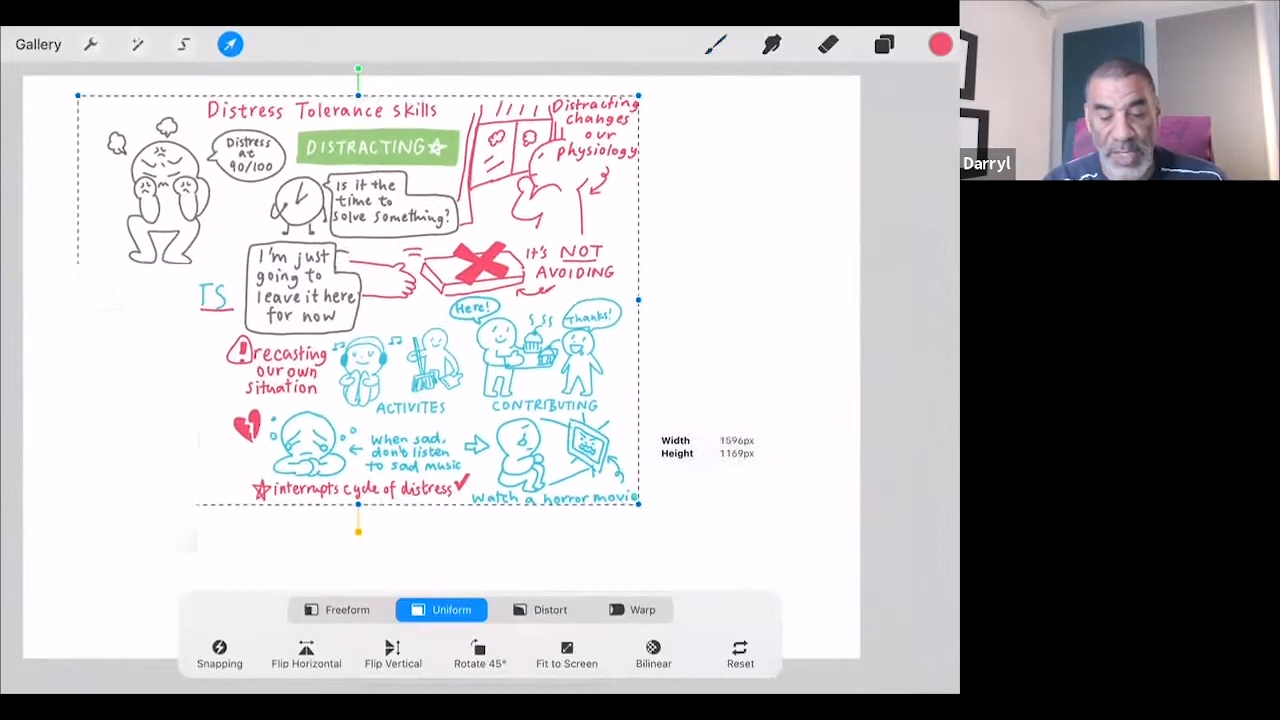 Gallery
Darryl
Distress Tolerance skills
DISTRACTING
Distress
at
90/100
Is it the
time to
solve something?
Distracting
changes
our
physiology
I'm just
going to
leave it here
for now
It's NOT
AVOIDING
TS
! recasting
our own
situation
Here!
Thanks!
ACTIVITES
CONTRIBUTING
When sad,
don't listen
to sad music
interrupts cycle of distress
watch a horror movie
Width 1596px
Height 1169px
Freeform
Uniform
Distort
Warp
Snapping
Flip Horizontal
Flip Vertical
Rotate 45°
Fit to Screen
Bilinear
Reset